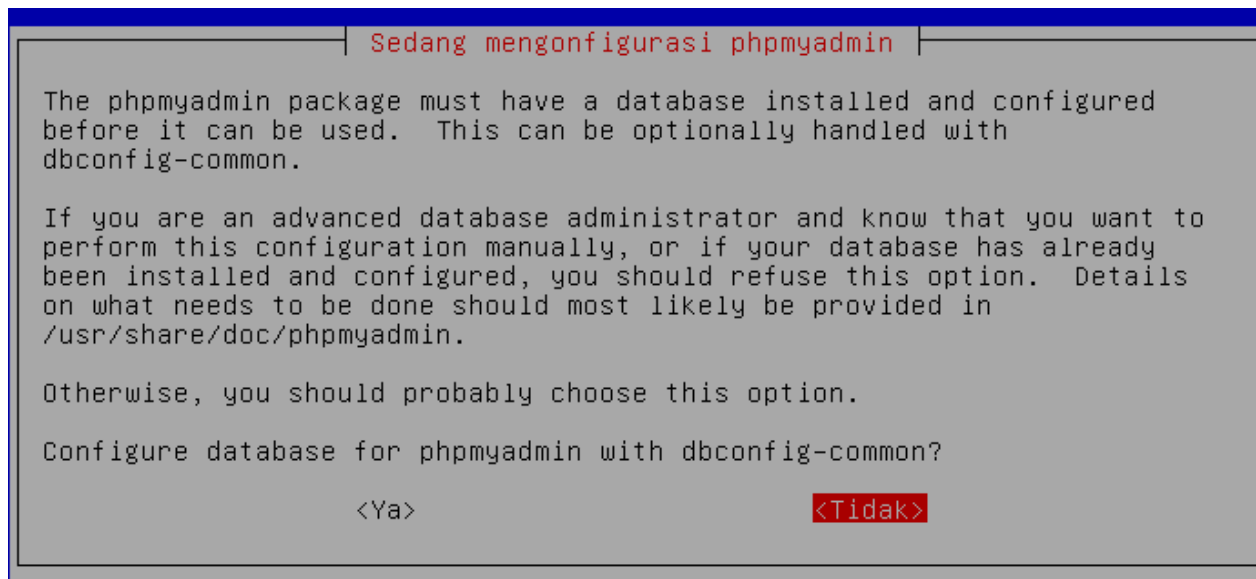 Sedang mengonfigurasi phpmyadmin
The phpmyadmin package must have a database installed and configured
before it can be used.  This can be optionally handled with
dbconfig-common.
If you are an advanced database administrator and know that you want to
perform this configuration manually, or if your database has already
been installed and configured, you should refuse this option.  Details
on what needs to be done should most likely be provided in
/usr/share/doc/phpmyadmin.
Otherwise, you should probably choose this option.
Configure database for phpmyadmin with dbconfig-common?
<Ya> <Tidak>